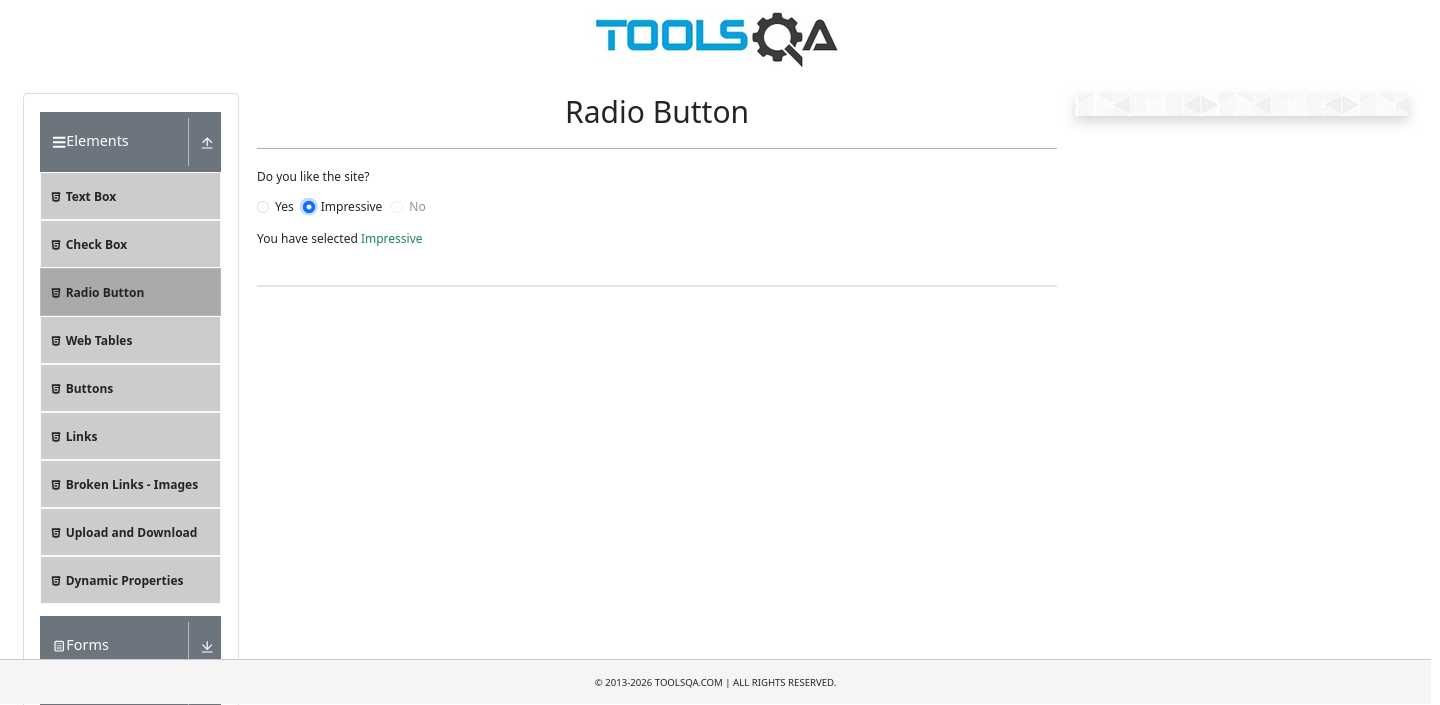 TOOLSQA
Elements
Text Box
Check Box
Radio Button
Web Tables
Buttons
Links
Broken Links - Images
Upload and Download
Dynamic Properties
Forms
Radio Button
Do you like the site?
Yes Impressive No
You have selected Impressive
© 2013-2026 TOOLSQA.COM | ALL RIGHTS RESERVED.